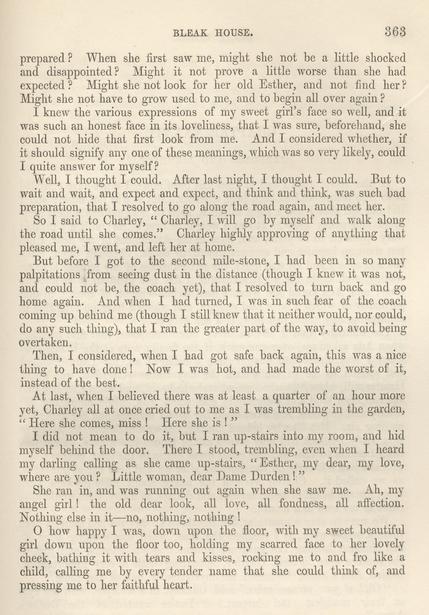 BLEAK HOUSE. 363
prepared? When she first saw me, might she not be a little shocked
and disappointed? Might it not prove a little worse than she had
expected? Might she not look for her old Esther, and not find her?
Might she not have to grow used to me, and to begin all over again?
I knew the various expressions of my sweet girl's face so well, and it
was such an honest face in its loveliness, that I was sure, beforehand, she
could not hide that first look from me. And I considered whether, if
it should signify any one of these meanings, which was so very likely, could
I quite answer for myself?
Well, I thought I could. After last night, I thought I could. But to
wait and wait, and expect and expect, and think and think, was such bad
preparation, that I resolved to go along the road again, and meet her.
So I said to Charley, "Charley, I will go by myself and walk along
the road until she comes." Charley highly approving of anything that
pleased me, I went, and left her at home.
But before I got to the second mile-stone, I had been in so many
palpitations from seeing dust in the distance (though I knew it was not,
and could not be, the coach yet), that I resolved to turn back and go
home again. And when I had turned, I was in such fear of the coach
coming up behind me (though I still knew that it neither would, nor could,
do any such thing), that I ran the greater part of the way, to avoid being
overtaken.
Then, I considered, when I had got safe back again, this was a nice
thing to have done! Now I was hot, and had made the worst of it,
instead of the best.
At last, when I believed there was at least a quarter of an hour more
yet, Charley all at once cried out to me as I was trembling in the garden,
"Here she comes, miss! Here she is!"
I did not mean to do it, but I ran up-stairs into my room, and hid
myself behind the door. There I stood, trembling, even when I heard
my darling calling as she came up-stairs, "Esther, my dear, my love,
where are you? Little woman, dear Dame Durden!"
She ran in, and was running out again when she saw me. Ah, my
angel girl! the old dear look, all love, all fondness, all affection.
Nothing else in it—no, nothing, nothing!
O how happy I was, down upon the floor, with my sweet beautiful
girl down upon the floor too, holding my scarred face to her lovely
cheek, bathing it with tears and kisses, rocking me to and fro like a
child, calling me by every tender name that she could think of, and
pressing me to her faithful heart.